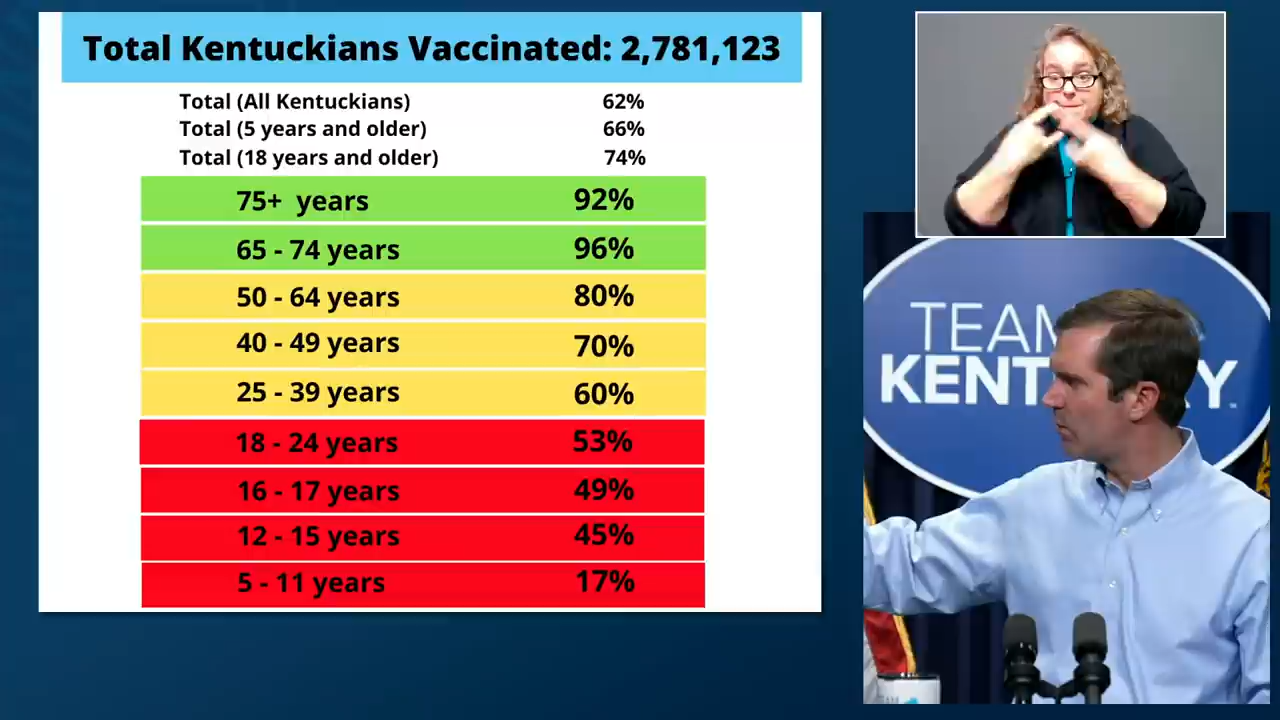 Total Kentuckians Vaccinated: 2,781,123
Total (All Kentuckians) 62%
Total (5 years and older) 66%
Total (18 years and older) 74%
75+ years 92%
65 - 74 years 96%
50 - 64 years 80%
40 - 49 years 70%
25 - 39 years 60%
18 - 24 years 53%
16 - 17 years 49%
12 - 15 years 45%
5 - 11 years 17%
TEAM
KENT Y